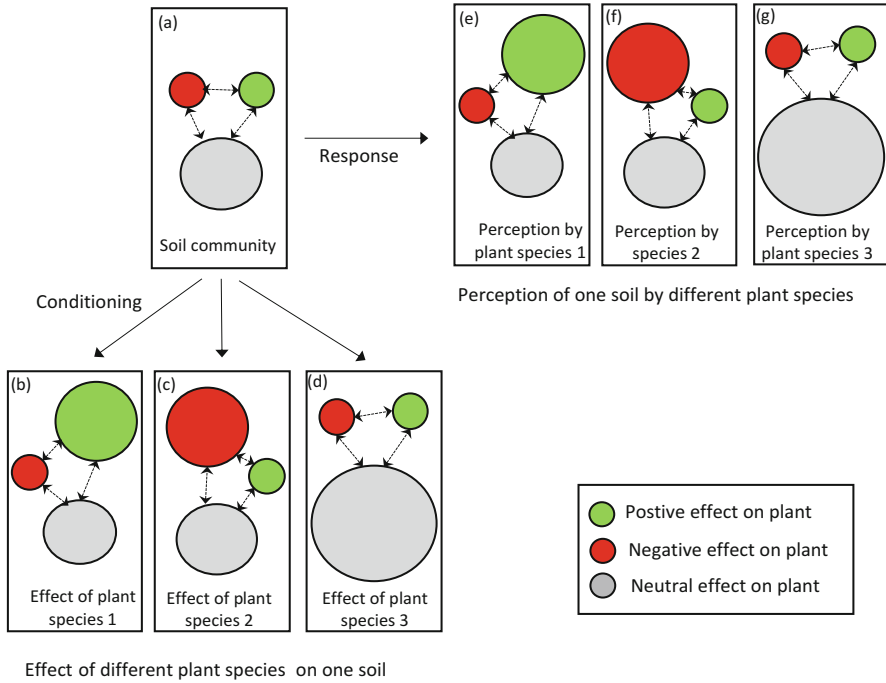 (a)
Soil community
Response
Conditioning
(e)
Perception by
plant species 1
(f)
Perception by
species 2
(g)
Perception by
plant species 3
Perception of one soil by different plant species
(b)
Effect of plant
species 1
(c)
Effect of plant
species 2
(d)
Effect of plant
species 3
Effect of different plant species on one soil
Postive effect on plant
Negative effect on plant
Neutral effect on plant